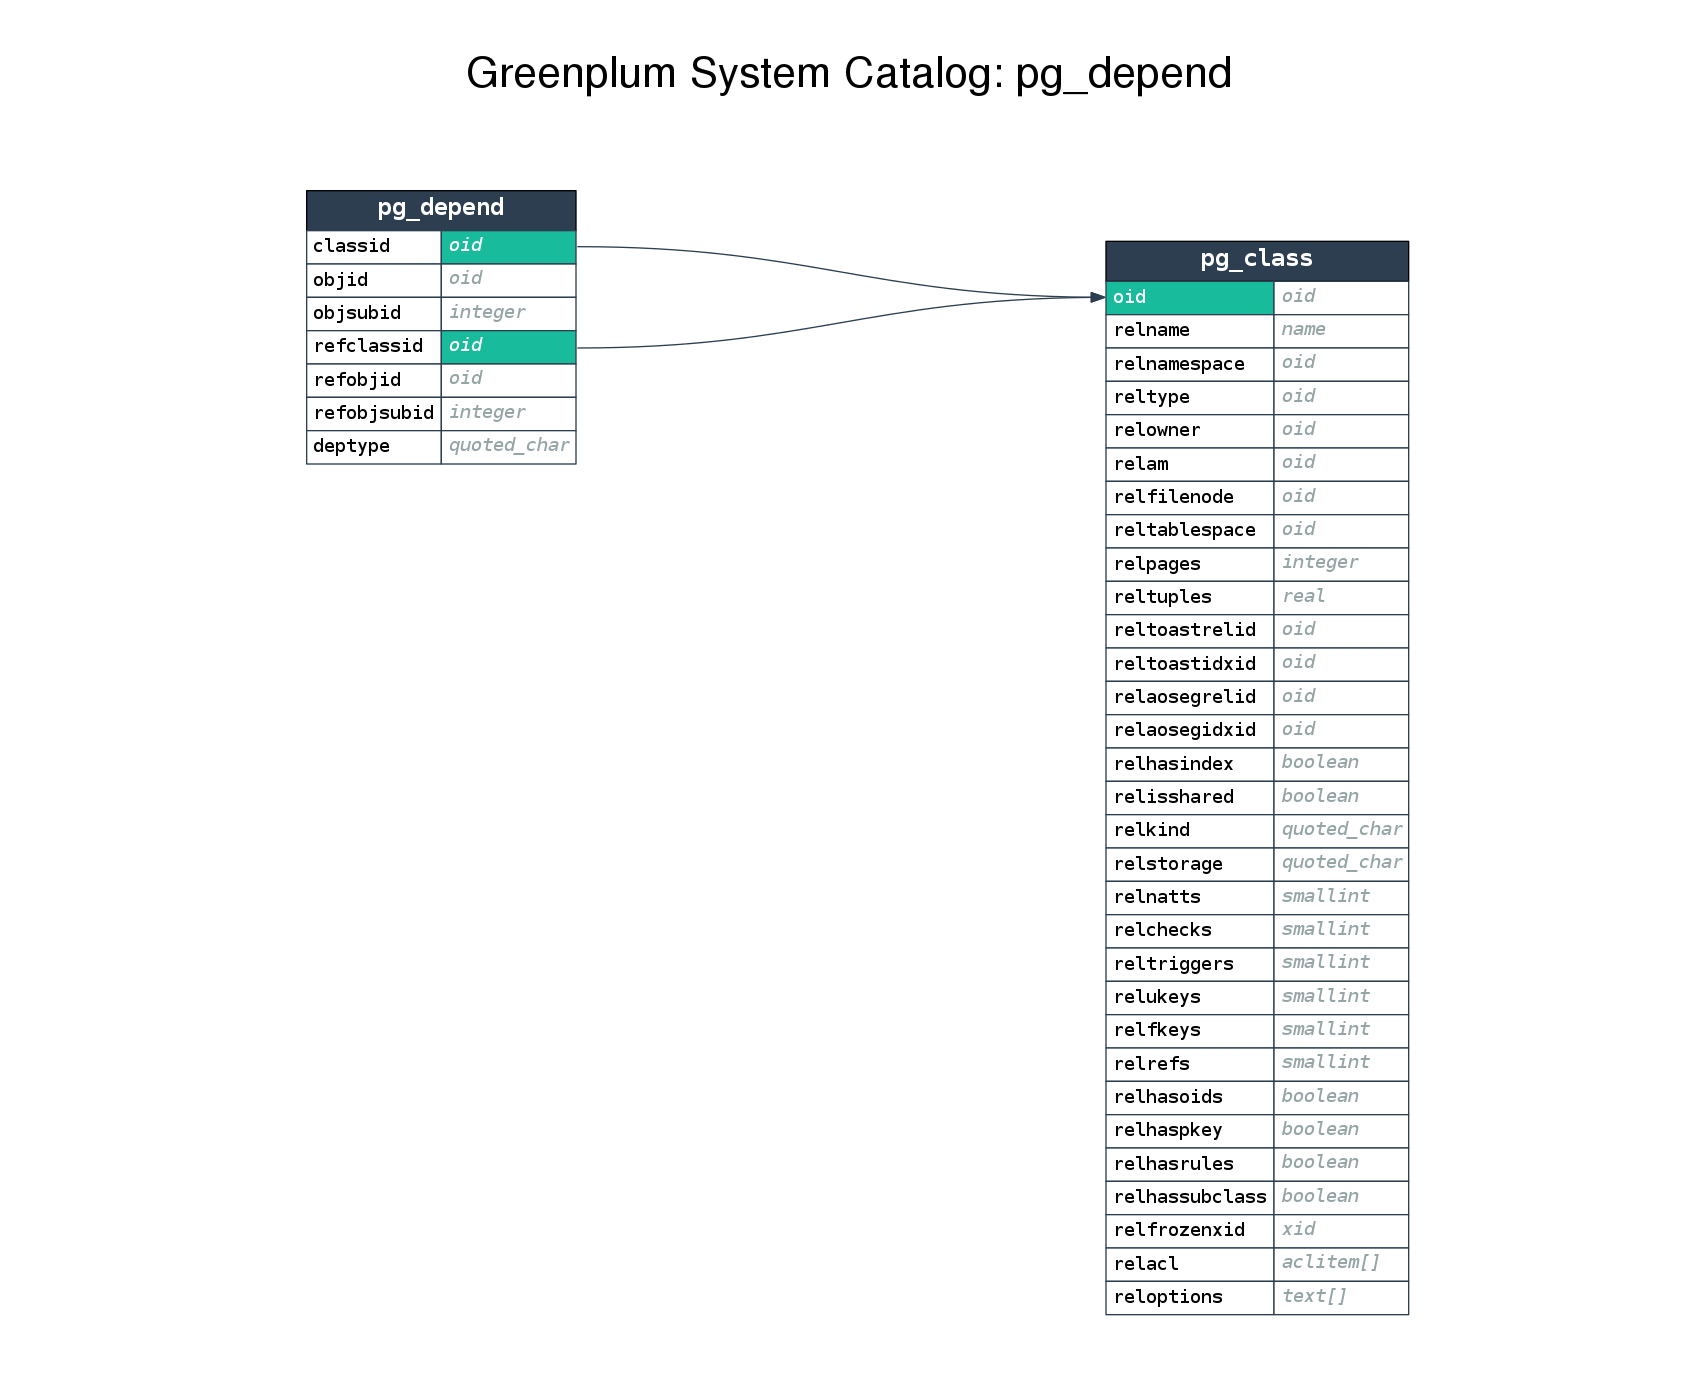 Greenplum System Catalog: pg_depend
pg_depend
classid oid
objid oid
objsubid integer
refclassid oid
refobjid oid
refobjsubid integer
deptype quoted_char
pg_class
oid oid
relname name
relnamespace oid
reltype oid
relowner oid
relam oid
relfilenode oid
reltablespace oid
relpages integer
reltuples real
reltoastrelid oid
reltoastidxid oid
relaosegrelid oid
relaosegidxid oid
relhasindex boolean
relisshared boolean
relkind quoted_char
relstorage quoted_char
relnatts smallint
relchecks smallint
reltriggers smallint
relukeys smallint
relfkeys smallint
relrefs smallint
relhasoids boolean
relhaspkey boolean
relhasrules boolean
relhassubclass boolean
relfrozenxid xid
relacl aclitem[]
reloptions text[]